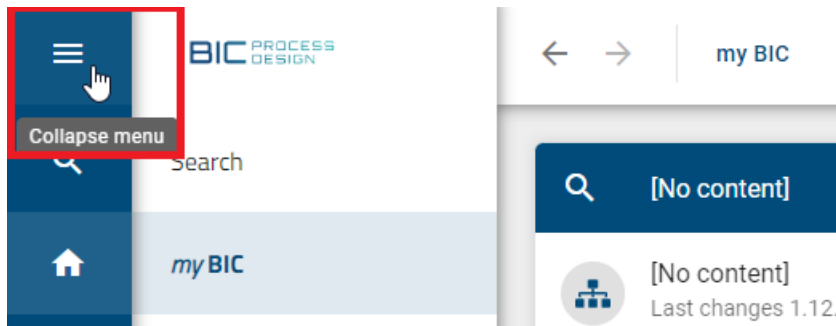 BIC PROCESS DESIGN
my BIC
Collapse menu
Search
[No content]
my BIC
[No content]
Last changes 1.12.